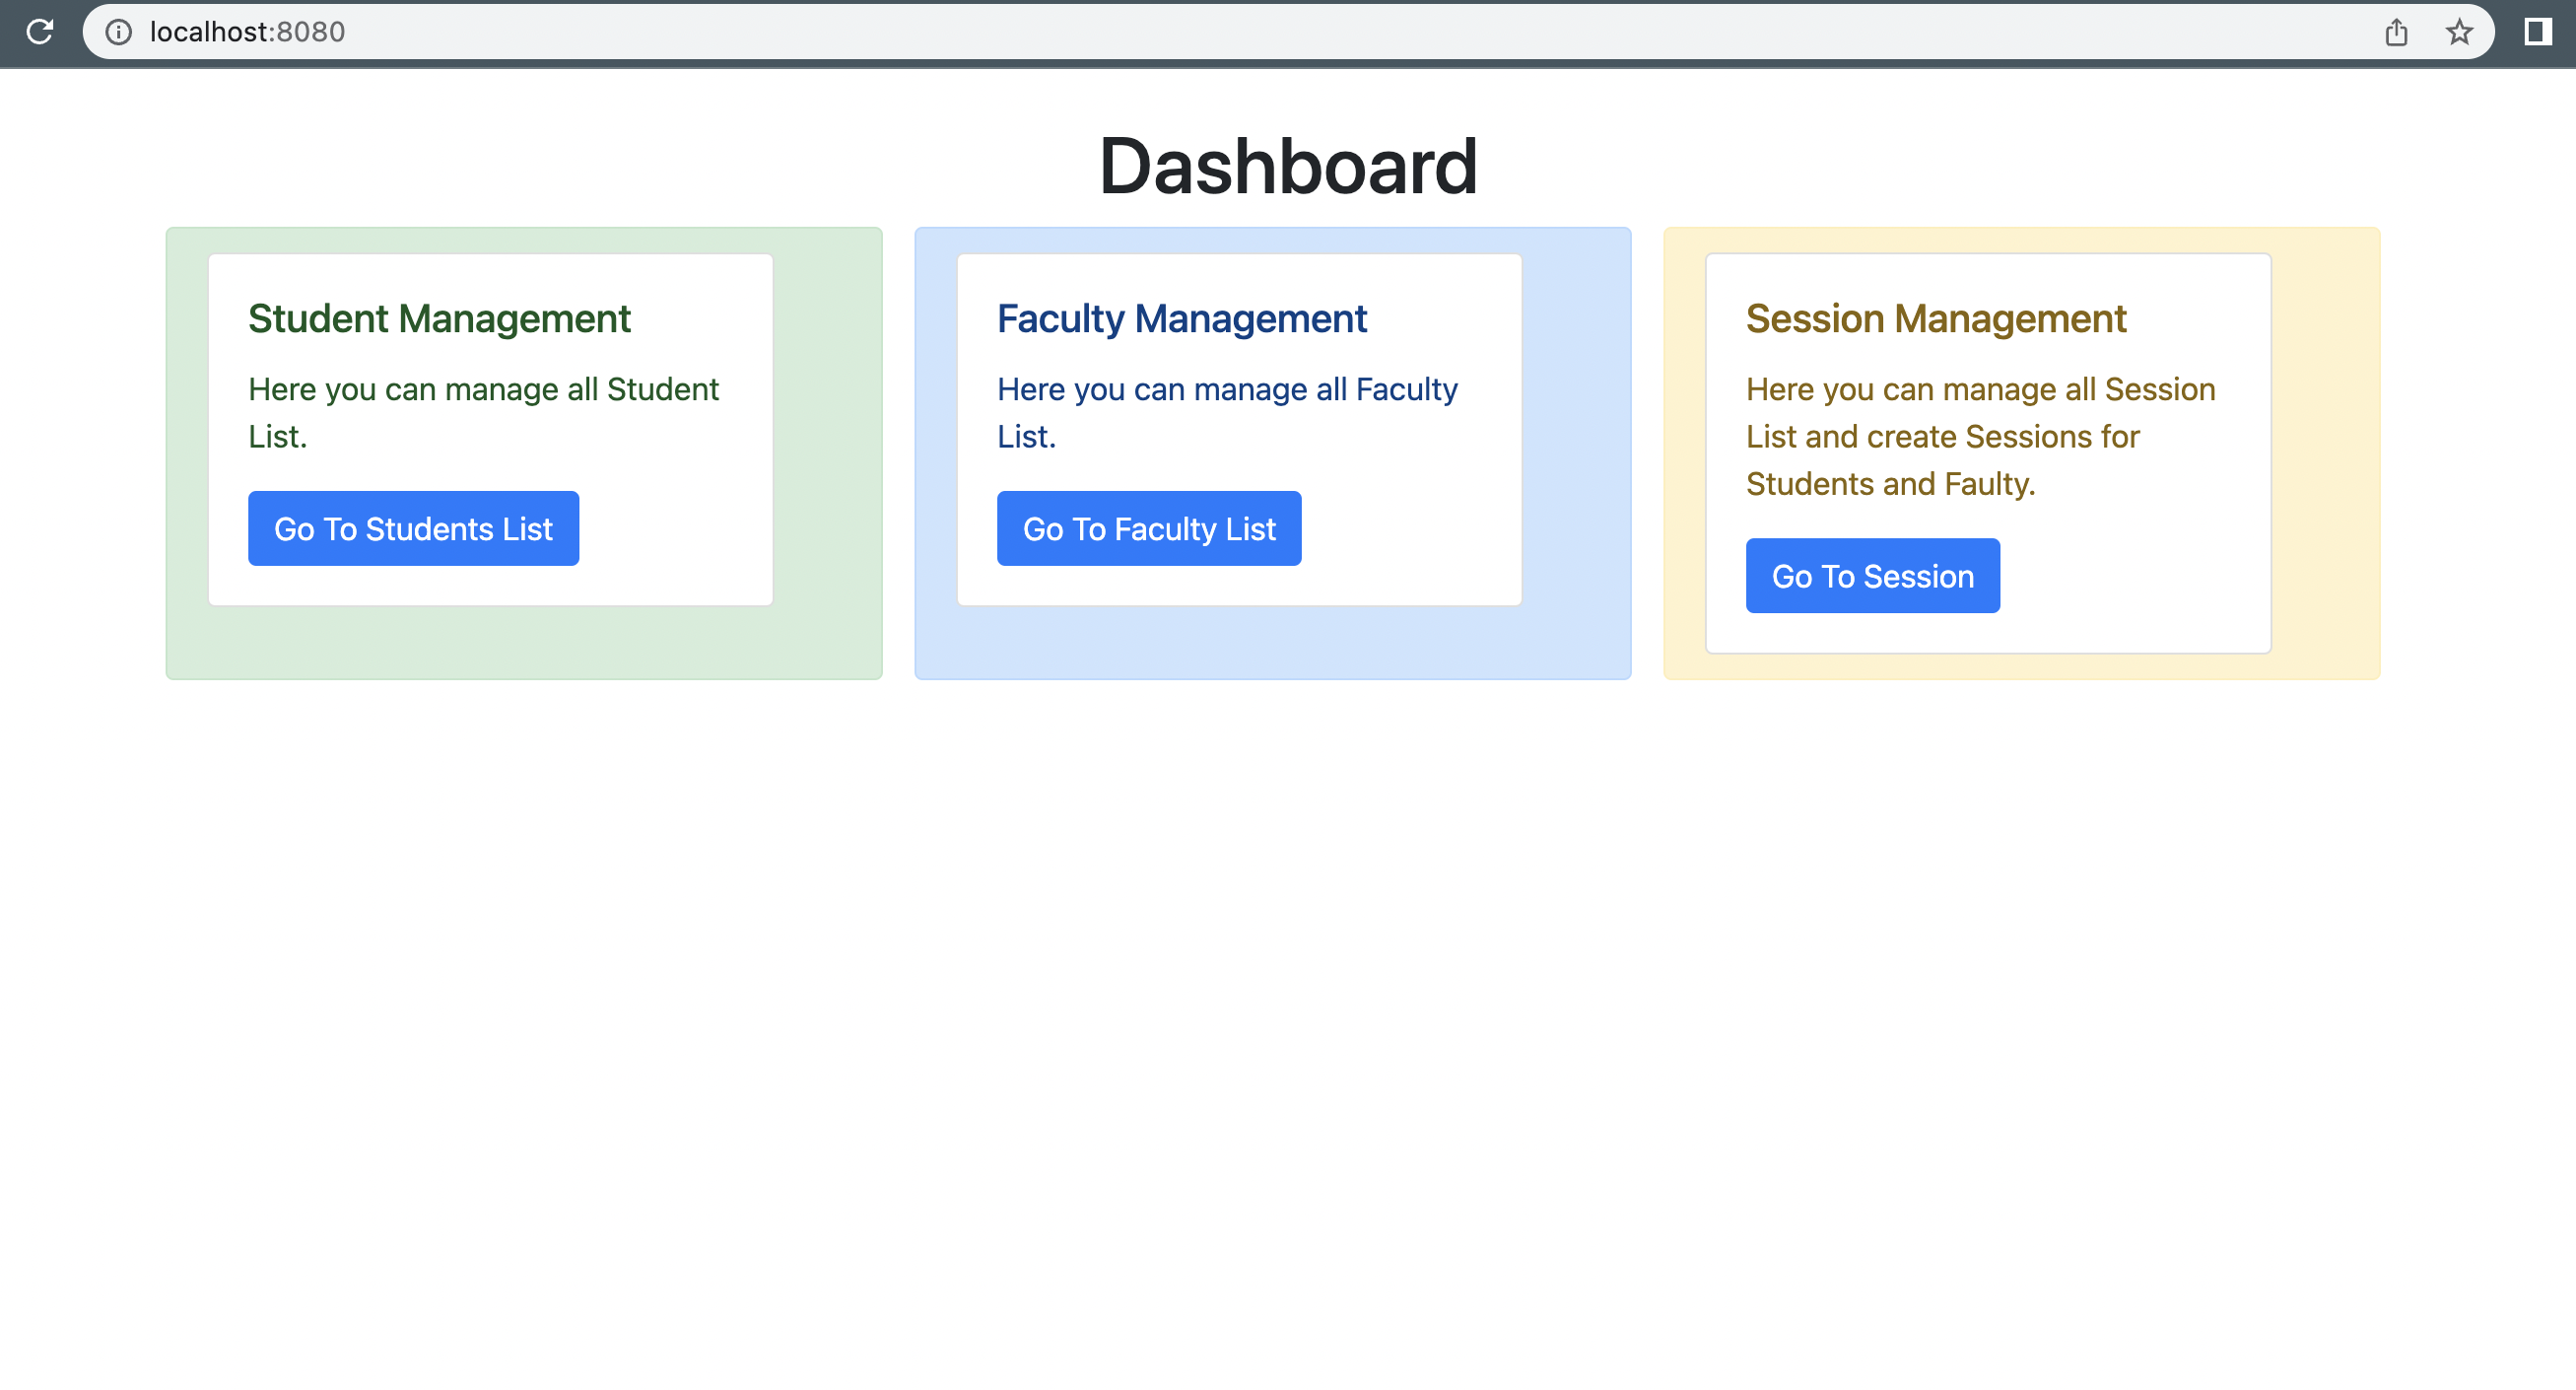 localhost:8080
Dashboard
Student Management
Here you can manage all Student
List.
Go To Students List
Faculty Management
Here you can manage all Faculty
List.
Go To Faculty List
Session Management
Here you can manage all Session
List and create Sessions for
Students and Faulty.
Go To Session